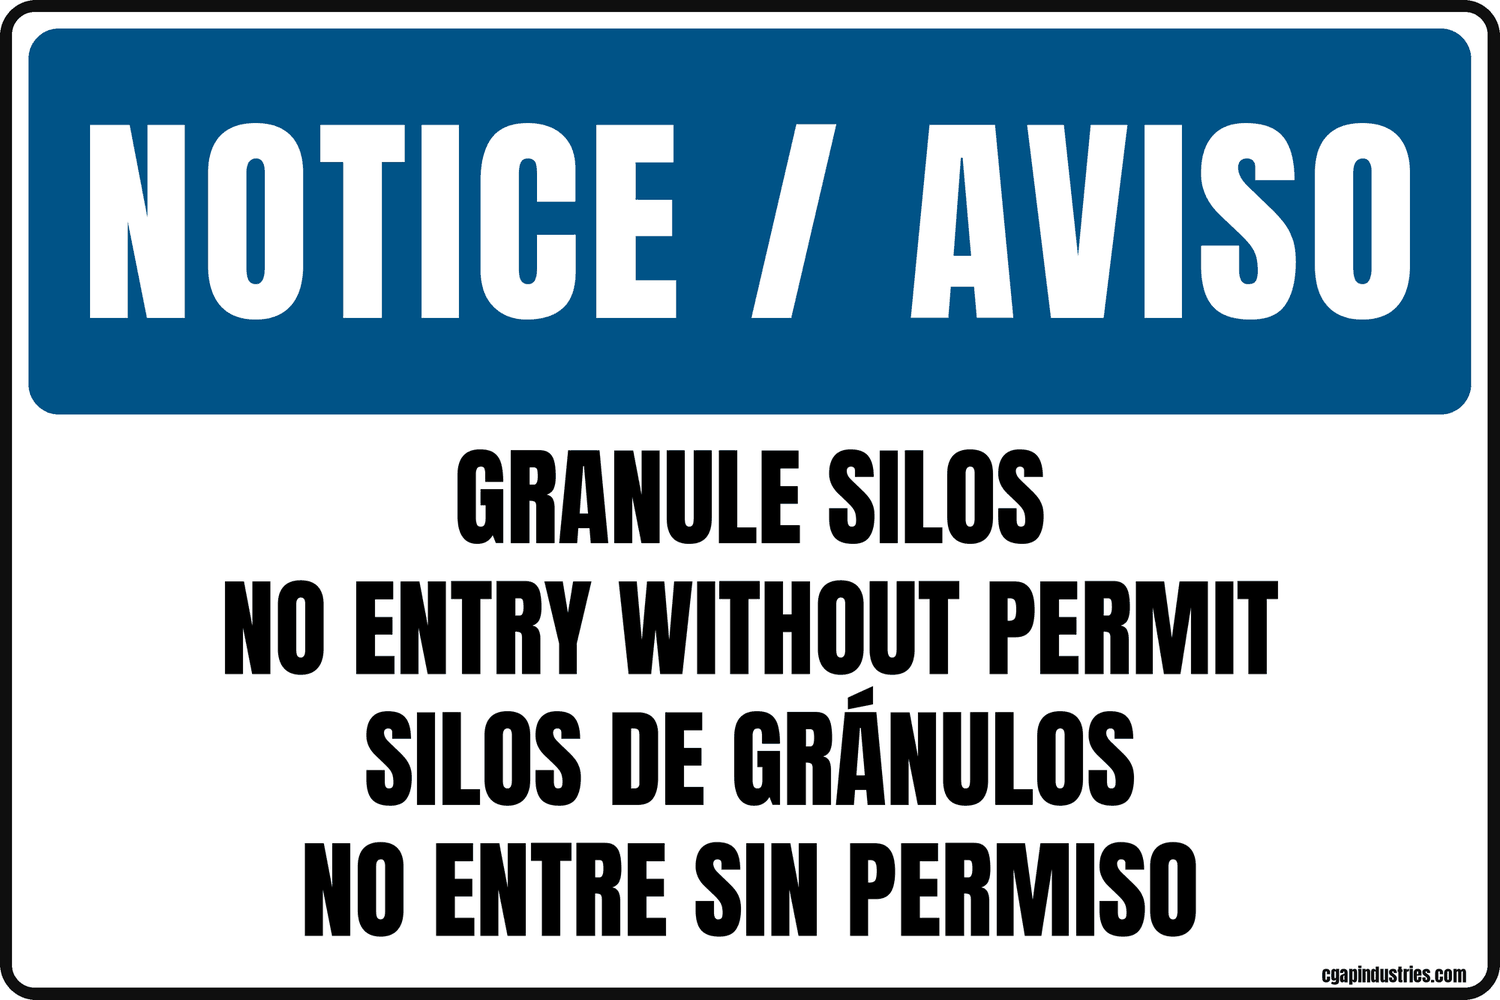 NOTICE / AVISO
GRANULE SILOS
NO ENTRY WITHOUT PERMIT
SILOS DE GRÁNULOS
NO ENTRE SIN PERMISO
cgapindustries.com